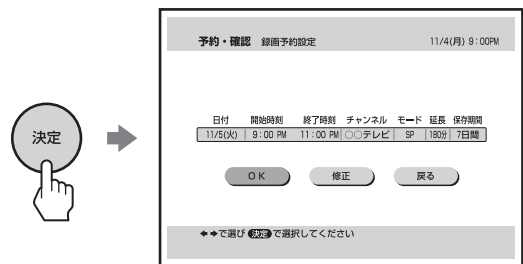 予約・確認 録画予約設定 11/4(月) 9:00PM
日付 開始時刻 終了時刻 チャンネル モード 延長 保存期間
11/5(火) 9:00 PM 11:00 PM ○○テレビ SP 180分 7日間
決定
OK 修正 戻る
←→で選び 決定 で選択してください